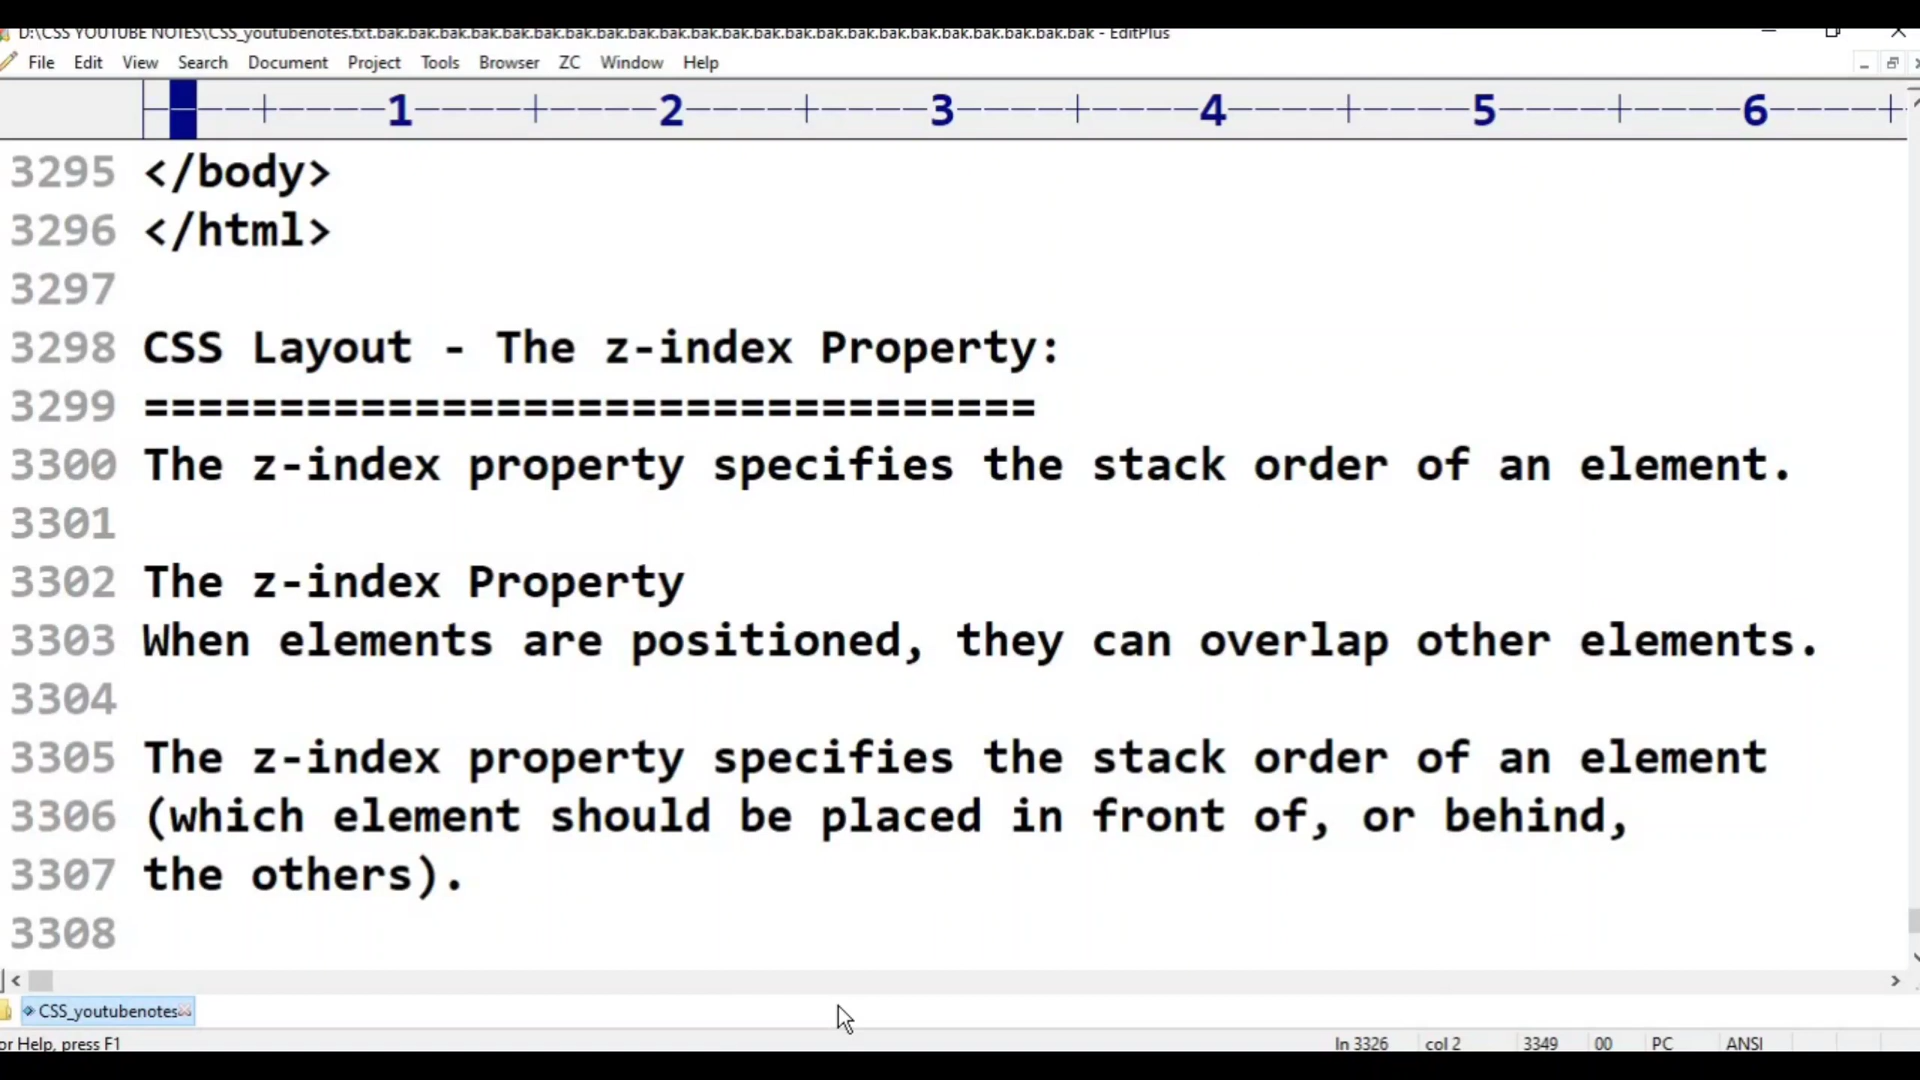 D:\CSS YOUTUBE NOTES\CSS_youtubenotes.txt.bak.bak.bak.bak.bak.bak.bak.bak.bak.bak.bak.bak.bak.bak.bak.bak.bak.bak.bak.bak.bak.bak.bak - EditPlus
File Edit View Search Document Project Tools Browser ZC Window Help
1 2 3 4 5 6
3295 </body>
3296 </html>
3297
3298 CSS Layout - The z-index Property:
3299 =================================
3300 The z-index property specifies the stack order of an element.
3301
3302 The z-index Property
3303 When elements are positioned, they can overlap other elements.
3304
3305 The z-index property specifies the stack order of an element
3306 (which element should be placed in front of, or behind,
3307 the others).
3308
CSS_youtubenotes
or Help, press F1 ln 3326 col 2 3349 00 PC ANSI